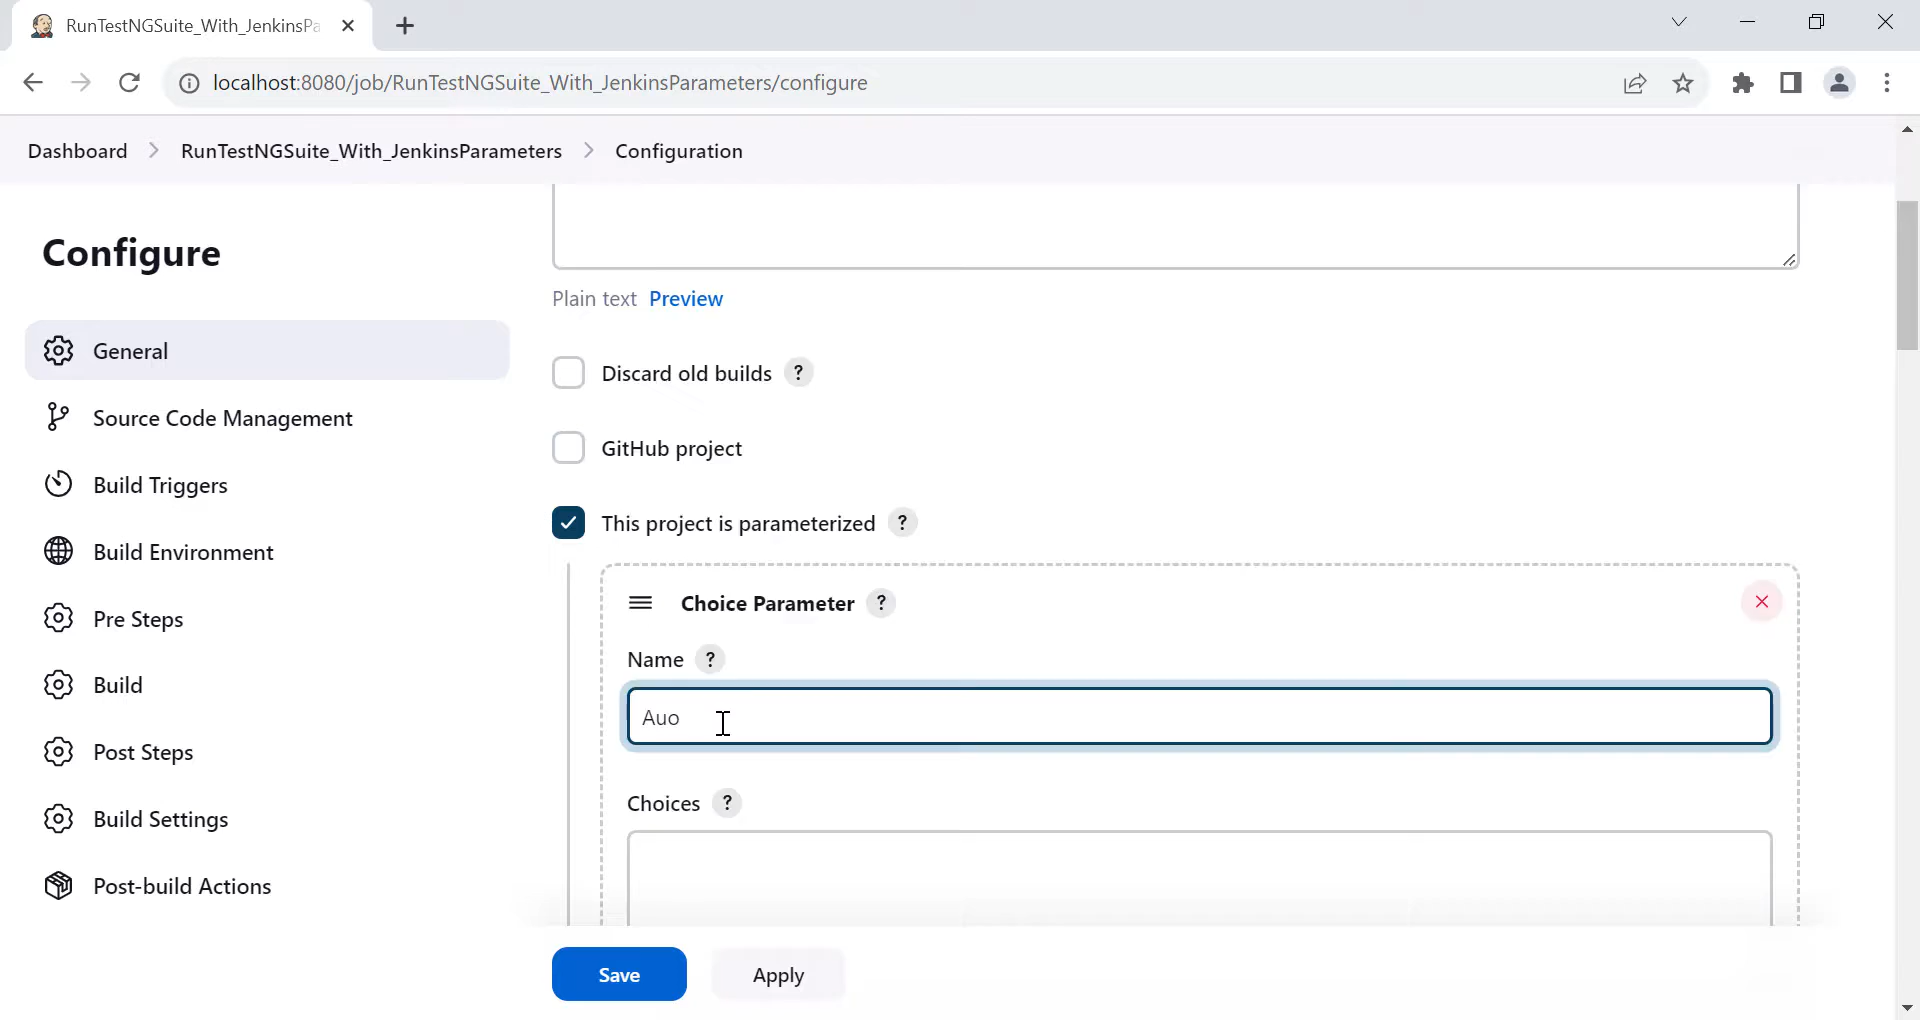 RunTestNGSuite_With_JenkinsPa
localhost:8080/job/RunTestNGSuite_With_JenkinsParameters/configure
Dashboard > RunTestNGSuite_With_JenkinsParameters > Configuration
Configure
General
Source Code Management
Build Triggers
Build Environment
Pre Steps
Build
Post Steps
Build Settings
Post-build Actions
Plain text Preview
Discard old builds ?
GitHub project
This project is parameterized ?
Choice Parameter ?
Name ?
Auo
Choices ?
Save Apply